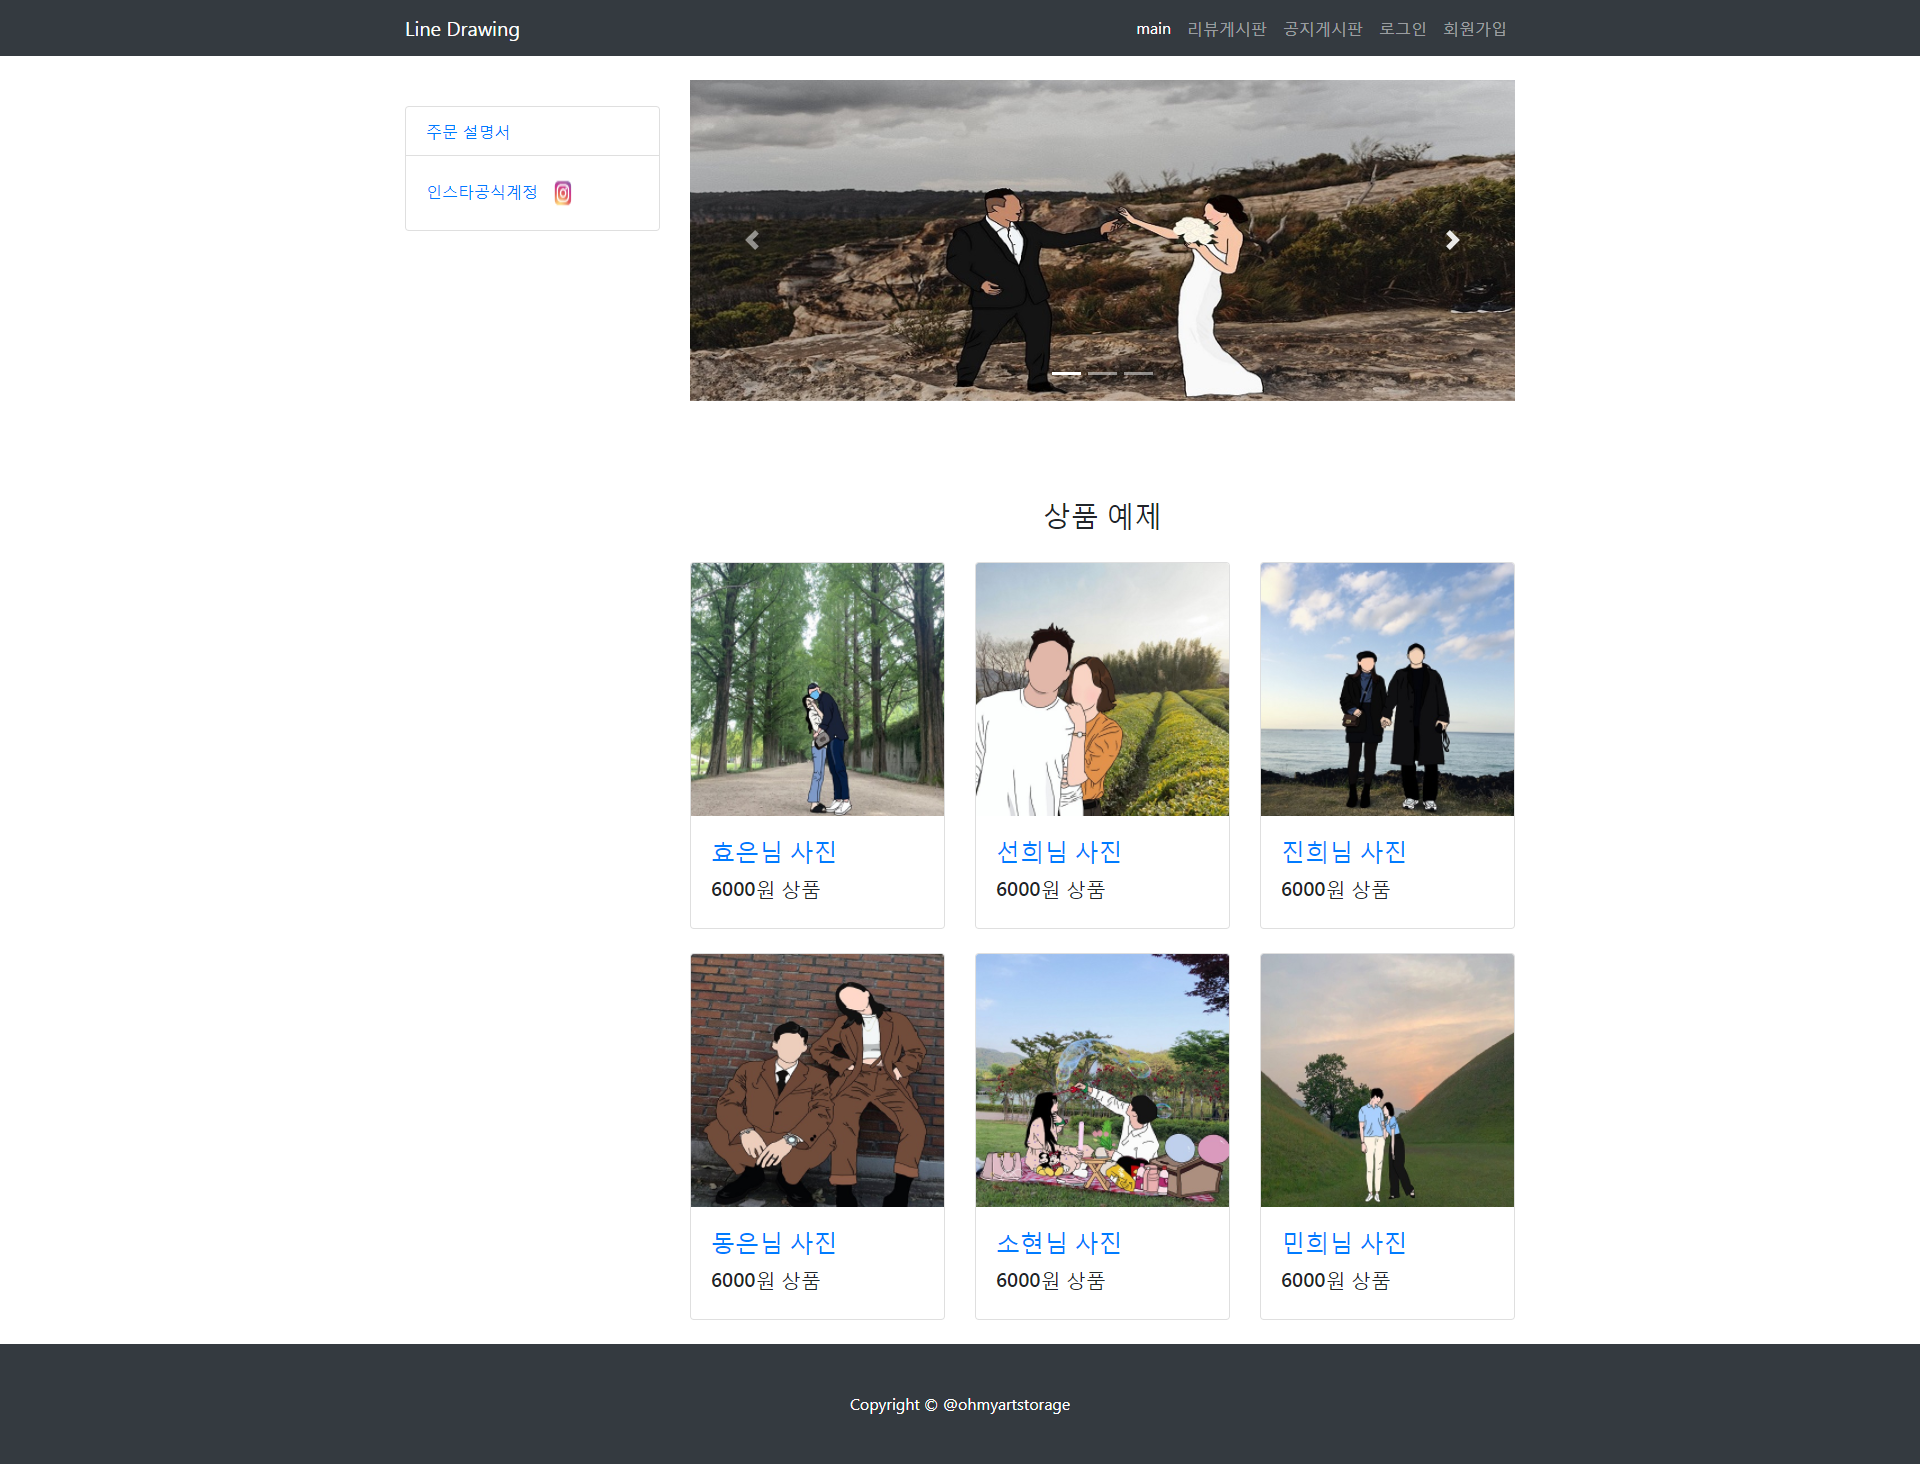 Line Drawing
main 리뷰게시판 공지게시판 로그인 회원가입
주문 설명서
인스타공식계정
상품 예제
효은님 사진 선희님 사진 진희님 사진
6000원 상품 6000원 상품 6000원 상품
동은님 사진 소현님 사진 민희님 사진
6000원 상품 6000원 상품 6000원 상품
Copyright © @ohmyartstorage